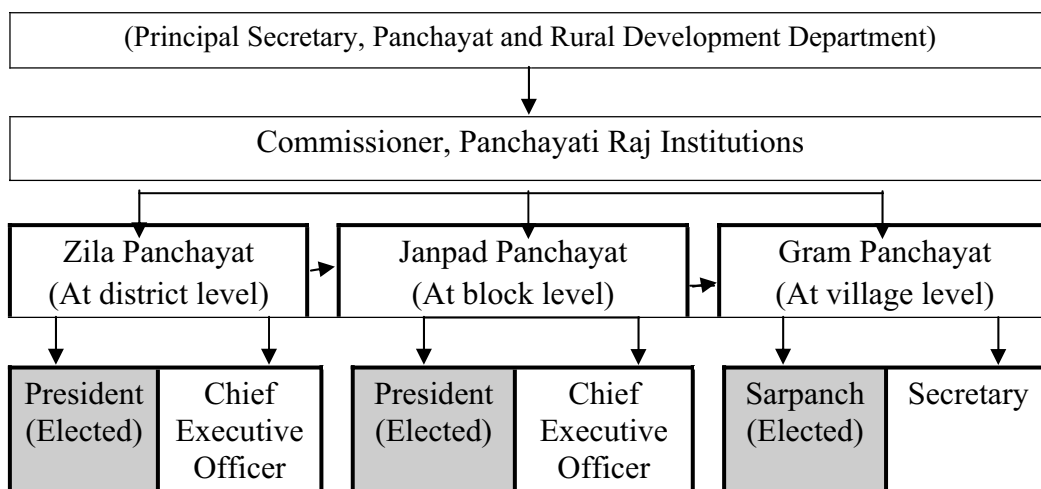 (Principal Secretary, Panchayat and Rural Development Department)
Commissioner, Panchayati Raj Institutions
Zila Panchayat
(At district level)
Janpad Panchayat
(At block level)
Gram Panchayat
(At village level)
President
(Elected)
Chief
Executive
Officer
President
(Elected)
Chief
Executive
Officer
Sarpanch
(Elected)
Secretary